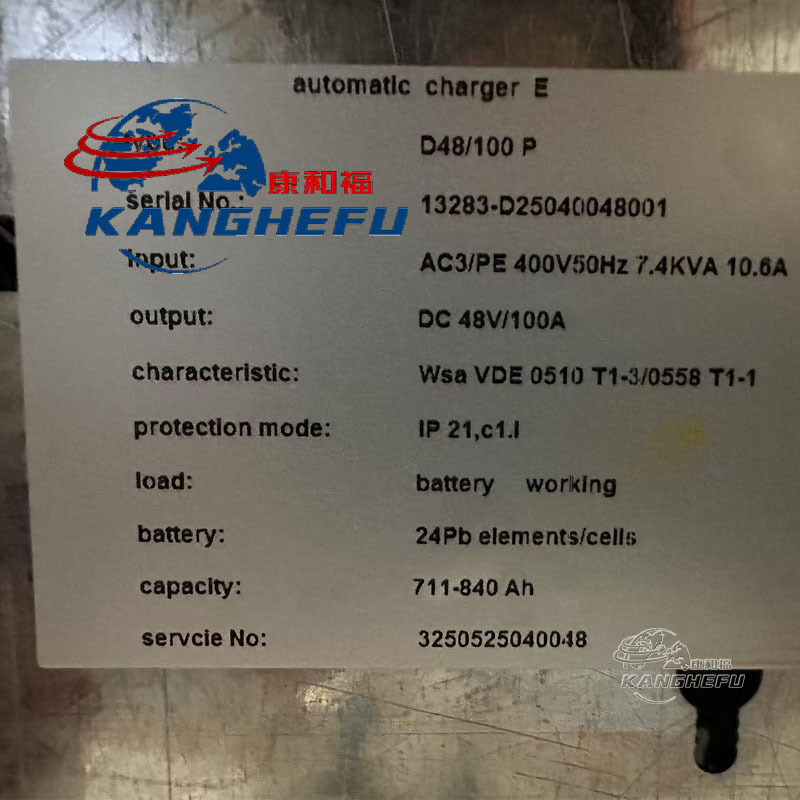 automatic charger E
D48/100 P
康和福
serial No.: 13283-D25040048001
KANGHEFU
input: AC3/PE 400V50Hz 7.4KVA 10.6A
output: DC 48V/100A
characteristic: Wsa VDE 0510 T1-3/0558 T1-1
protection mode: IP 21,c1.I
load: battery working
battery: 24Pb elements/cells
capacity: 711-840 Ah
servcie No: 3250525040048
康和福
KANGHEFU